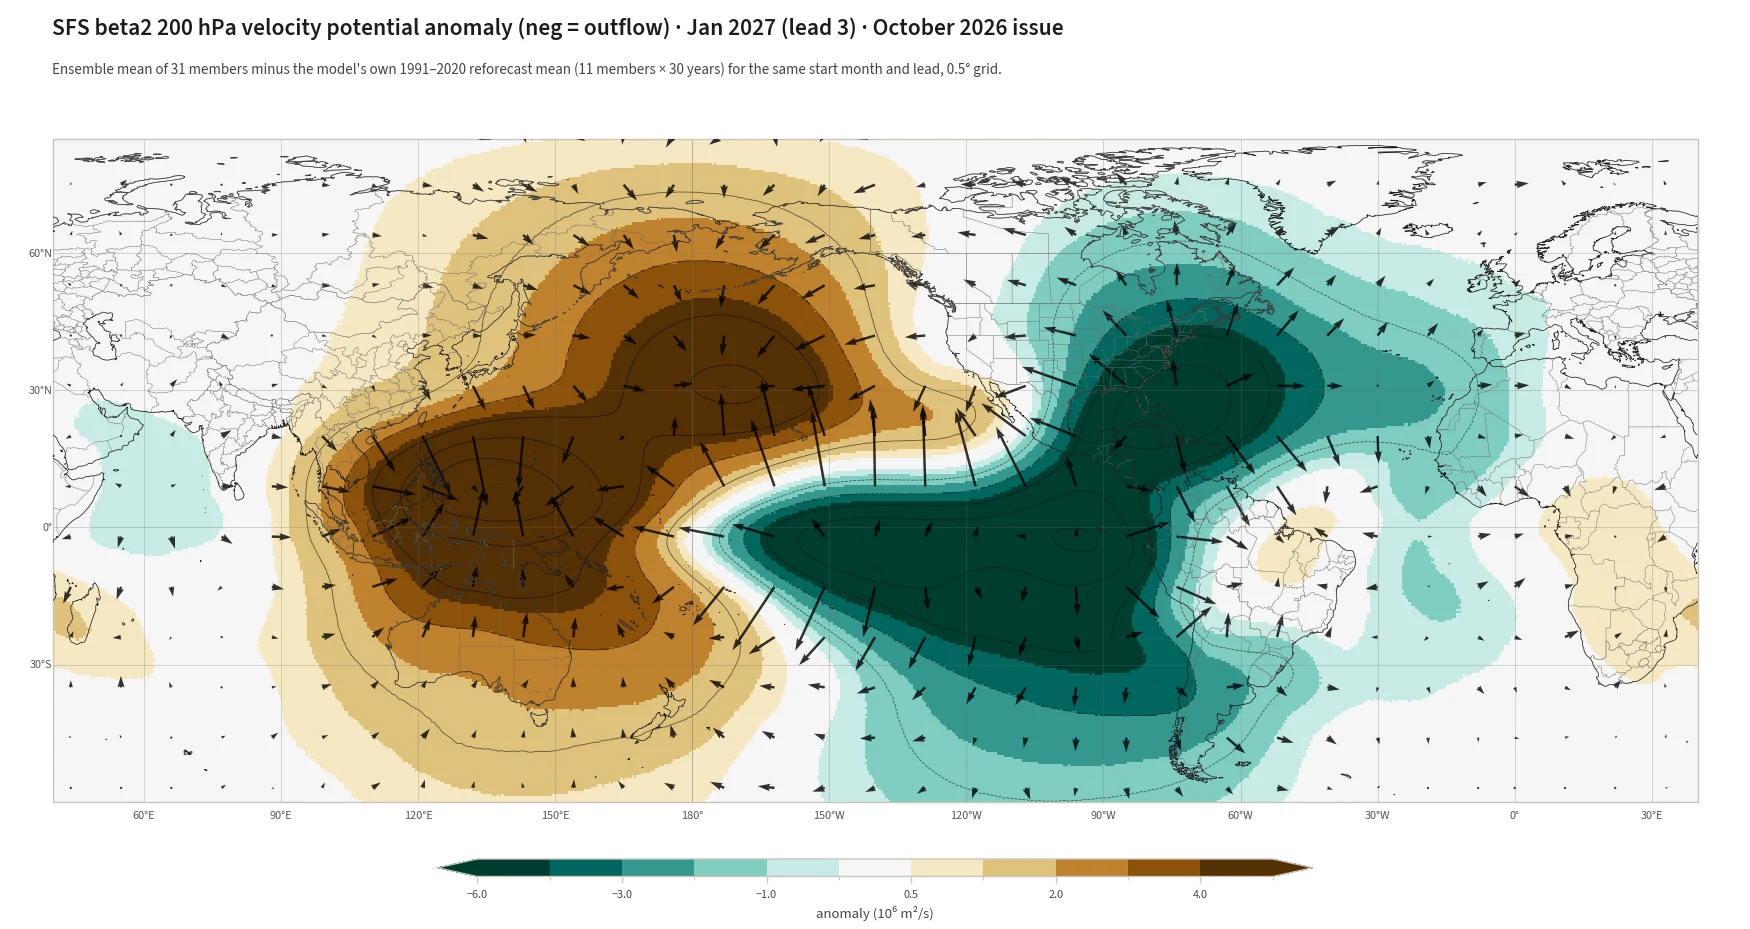 SFS beta2 200 hPa velocity potential anomaly (neg = outflow) · Jan 2027 (lead 3) · October 2026 issue
Ensemble mean of 31 members minus the model's own 1991–2020 reforecast mean (11 members × 30 years) for the same start month and lead, 0.5° grid.
60°N
30°N
0°
30°S
60°E
90°E
120°E
150°E
180°
150°W
120°W
90°W
60°W
30°W
0°
30°E
−6.0
−3.0
−1.0
0.5
2.0
4.0
anomaly (10⁶ m²/s)